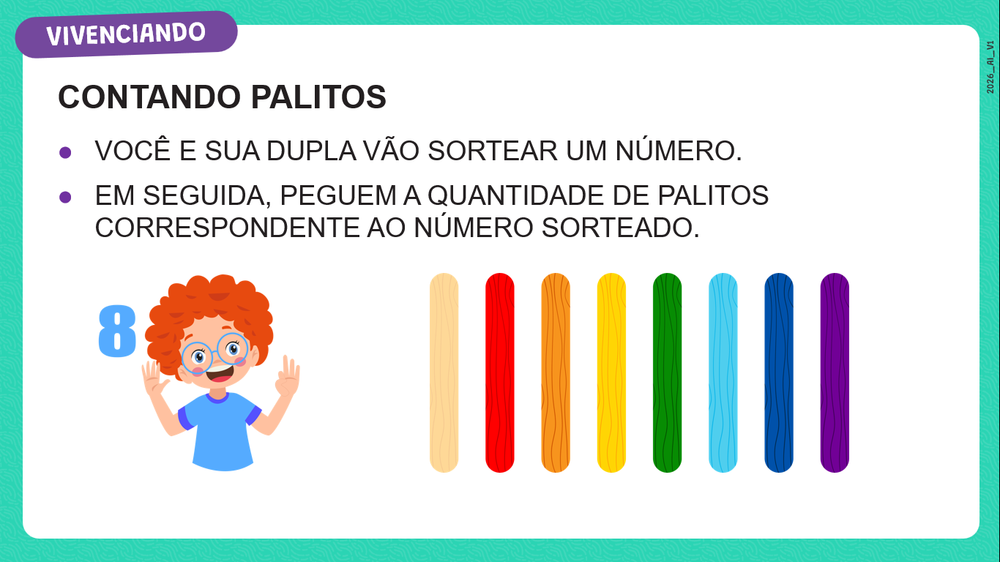 VIVENCIANDO
2026_AI_V1
CONTANDO PALITOS
● VOCÊ E SUA DUPLA VÃO SORTEAR UM NÚMERO.
● EM SEGUIDA, PEGUEM A QUANTIDADE DE PALITOS
CORRESPONDENTE AO NÚMERO SORTEADO.
8